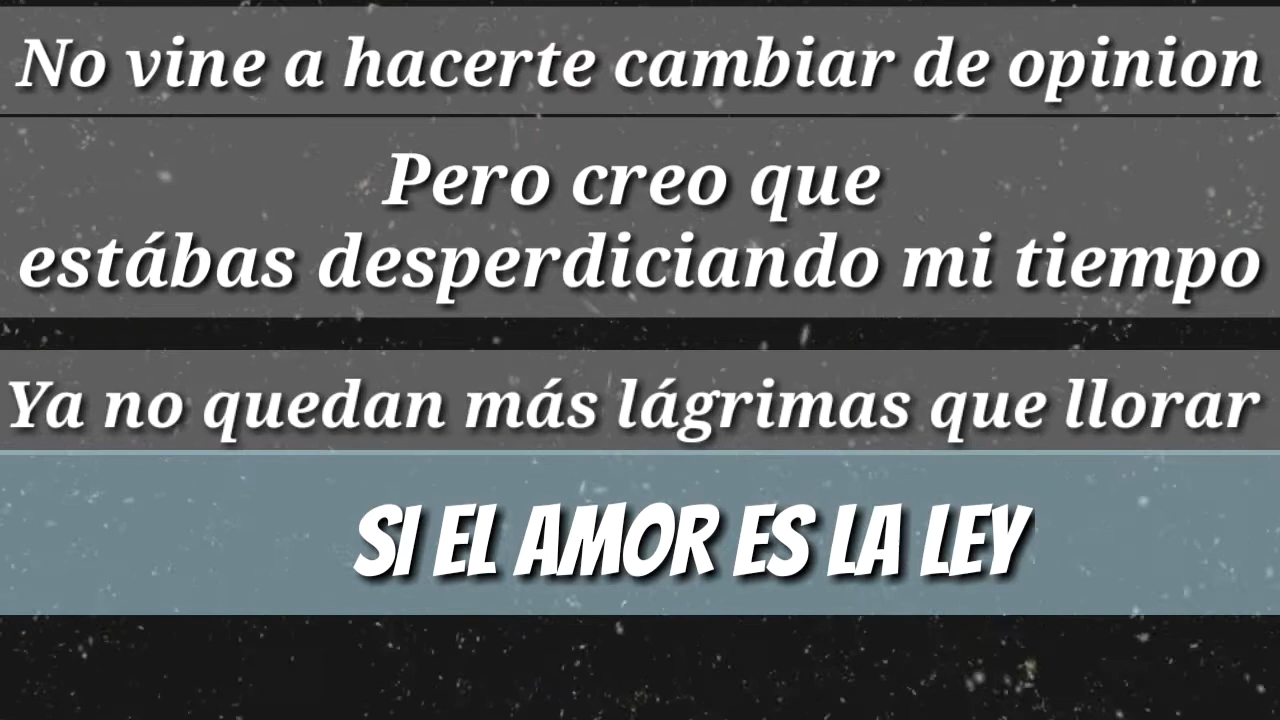 No vine a hacerte cambiar de opinion
Pero creo que
estábas desperdiciando mi tiempo
Ya no quedan más lágrimas que llorar
SI EL AMOR ES LA LEY